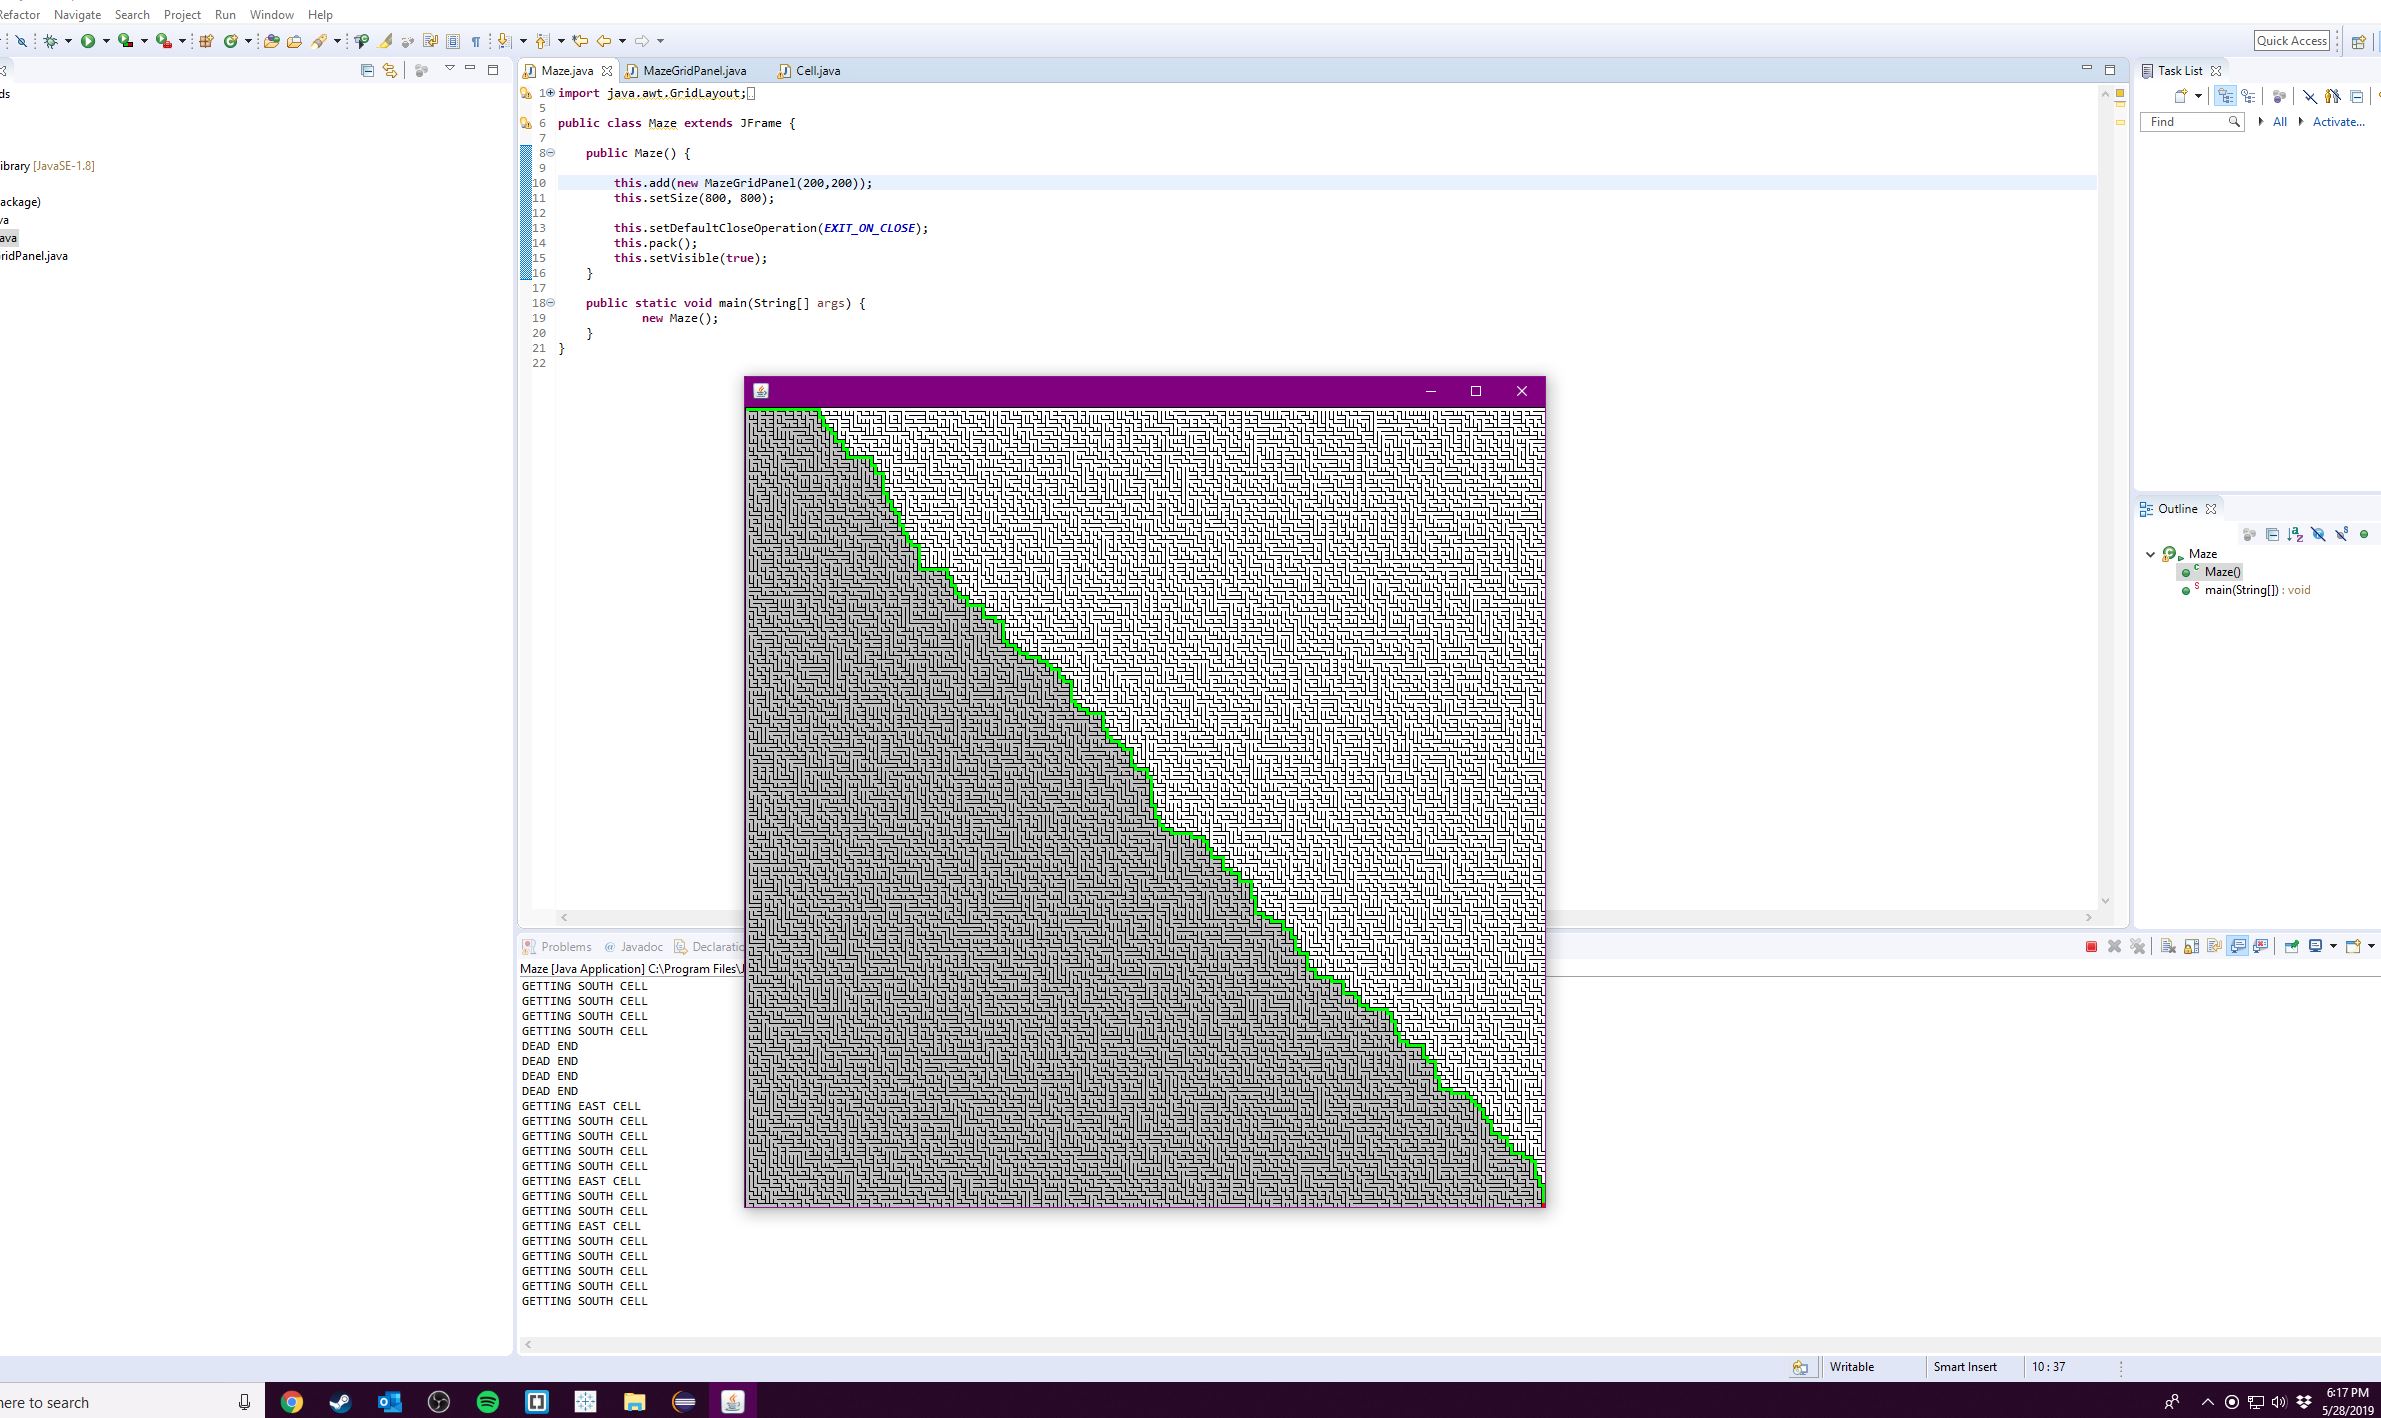 Refactor Navigate Search Project Run Window Help
Quick Access
ds
ibrary [JavaSE-1.8]
ackage)
va
ava
ridPanel.java
Maze.java MazeGridPanel.java Cell.java
1 import java.awt.GridLayout;
5
6 public class Maze extends JFrame {
7
8 public Maze() {
9
10 this.add(new MazeGridPanel(200,200));
11 this.setSize(800, 800);
12
13 this.setDefaultCloseOperation(EXIT_ON_CLOSE);
14 this.pack();
15 this.setVisible(true);
16 }
17
18 public static void main(String[] args) {
19 new Maze();
20 }
21 }
22
Task List
Find All Activate...
Outline
Maze
Maze()
main(String[]) : void
Problems @ Javadoc Declaratio
Maze [Java Application] C:\Program Files\J
GETTING SOUTH CELL
GETTING SOUTH CELL
GETTING SOUTH CELL
GETTING SOUTH CELL
DEAD END
DEAD END
DEAD END
DEAD END
GETTING EAST CELL
GETTING SOUTH CELL
GETTING SOUTH CELL
GETTING SOUTH CELL
GETTING SOUTH CELL
GETTING EAST CELL
GETTING SOUTH CELL
GETTING SOUTH CELL
GETTING EAST CELL
GETTING SOUTH CELL
GETTING SOUTH CELL
GETTING SOUTH CELL
GETTING SOUTH CELL
GETTING SOUTH CELL
Writable Smart Insert 10 : 37
here to search
6:17 PM
5/28/2019